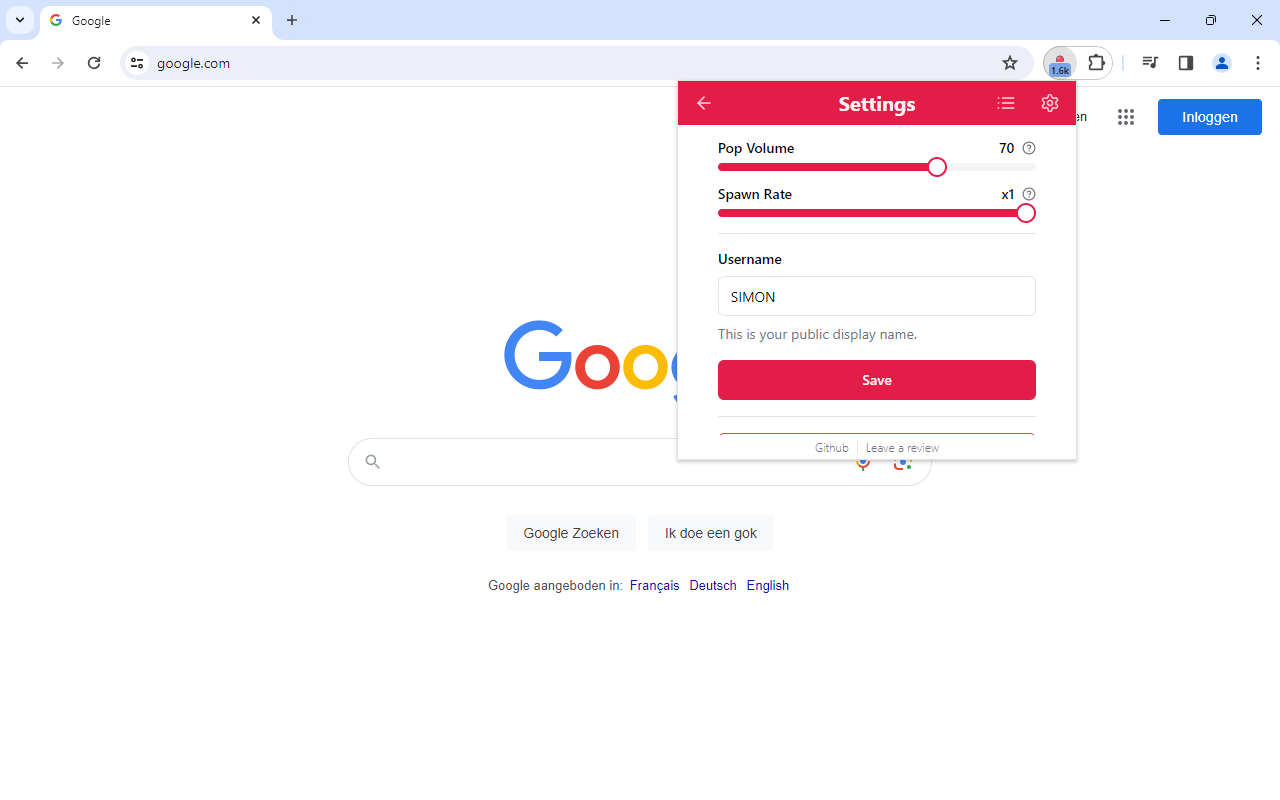 Google
google.com
1.6k
Settings
en
Inloggen
Pop Volume 70
Spawn Rate x1
Username
SIMON
This is your public display name.
Save
Github Leave a review
Goog
Google Zoeken Ik doe een gok
Google aangeboden in: Français Deutsch English